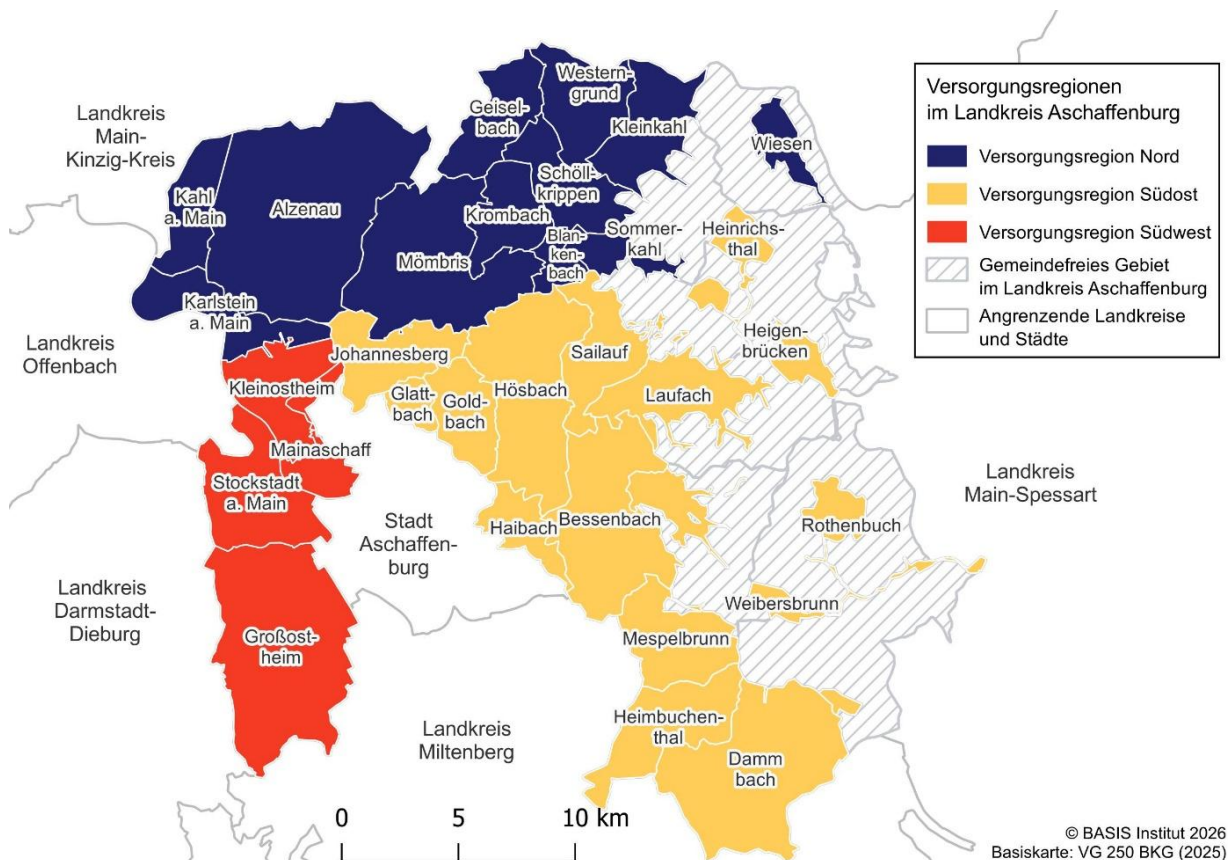 Landkreis
Main-
Kinzig-Kreis
Western-
grund
Geisel-
bach
Kleinkahl
Wiesen
Kahl
a. Main
Alzenau
Schöll-
krippen
Krombach
Blan-
ken-
bach
Sommer-
kahl
Heinrichs-
thal
Mömbris
Karlstein
a. Main
Landkreis
Offenbach
Johannesberg
Sailauf
Heigen-
brücken
Kleinostheim
Glatt-
bach
Gold-
bach
Hösbach
Laufach
Mainaschaff
Stockstadt
a. Main
Stadt
Aschaffen-
burg
Haibach
Bessenbach
Rothenbuch
Landkreis
Main-Spessart
Landkreis
Darmstadt-
Dieburg
Weibersbrunn
Großost-
heim
Mespelbrunn
Landkreis
Miltenberg
Heimbuchen-
thal
Damm
bach
0 5 10 km
Versorgungsregionen
im Landkreis Aschaffenburg
Versorgungsregion Nord
Versorgungsregion Südost
Versorgungsregion Südwest
Gemeindefreies Gebiet
im Landkreis Aschaffenburg
Angrenzende Landkreise
und Städte
© BASIS Institut 2026
Basiskarte: VG 250 BKG (2025)